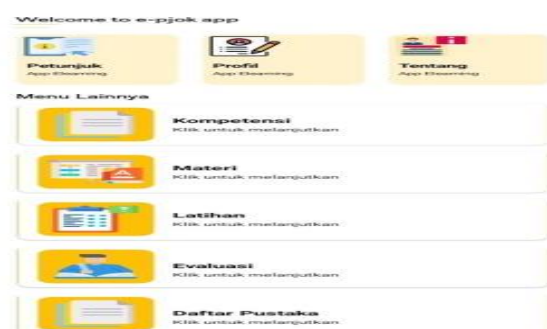 Welcome to e-pjok app
Petunjuk
App Elearning
Profil
App Elearning
Tentang
App Elearning
Menu Lainnya
Kompetensi
Klik untuk melanjutkan
Materi
Klik untuk melanjutkan
Latihan
Klik untuk melanjutkan
Evaluasi
Klik untuk melanjutkan
Daftar Pustaka
Klik untuk melanjutkan